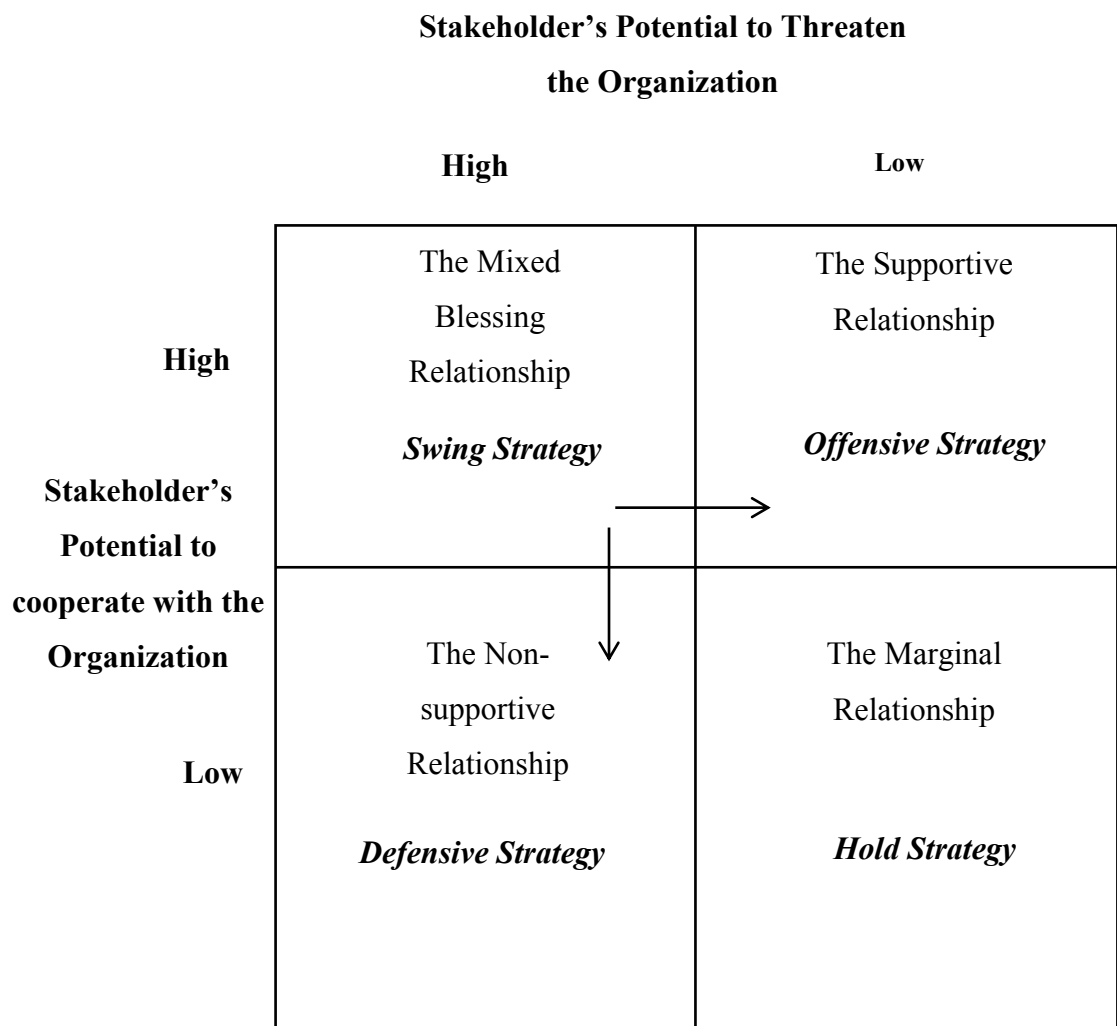 Stakeholder’s Potential to Threaten
the Organization
High
Low
The Mixed
Blessing
Relationship
Swing Strategy
The Supportive
Relationship
Offensive Strategy
High
Stakeholder’s
Potential to
cooperate with the
Organization
Low
The Non-
supportive
Relationship
Defensive Strategy
The Marginal
Relationship
Hold Strategy